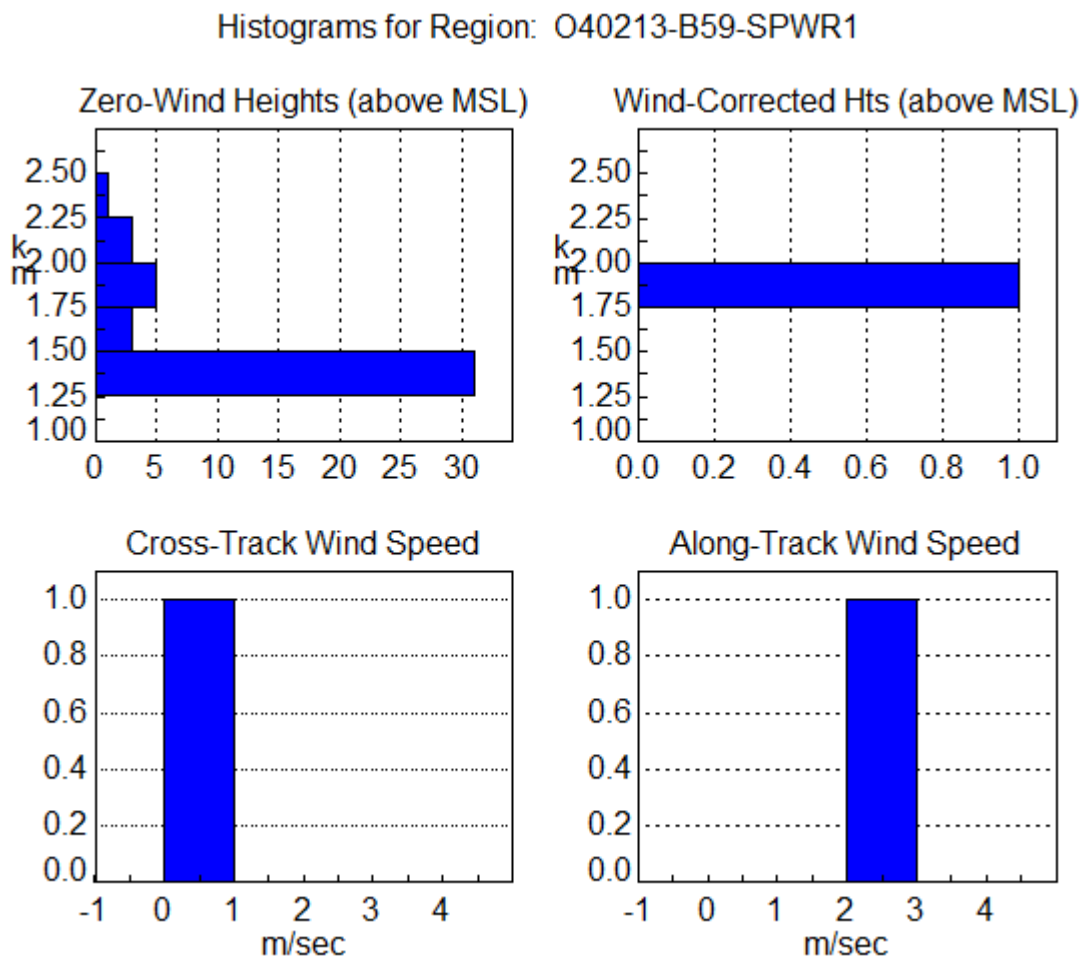 Histograms for Region: O40213-B59-SPWR1
Zero-Wind Heights (above MSL)
2.50
2.25
2.00
1.75
1.50
1.25
1.00
km
0 5 10 15 20 25 30
Wind-Corrected Hts (above MSL)
2.50
2.25
2.00
1.75
1.50
1.25
1.00
km
0.0 0.2 0.4 0.6 0.8 1.0
Cross-Track Wind Speed
1.0
0.8
0.6
0.4
0.2
0.0
-1 0 1 2 3 4
m/sec
Along-Track Wind Speed
1.0
0.8
0.6
0.4
0.2
0.0
-1 0 1 2 3 4
m/sec